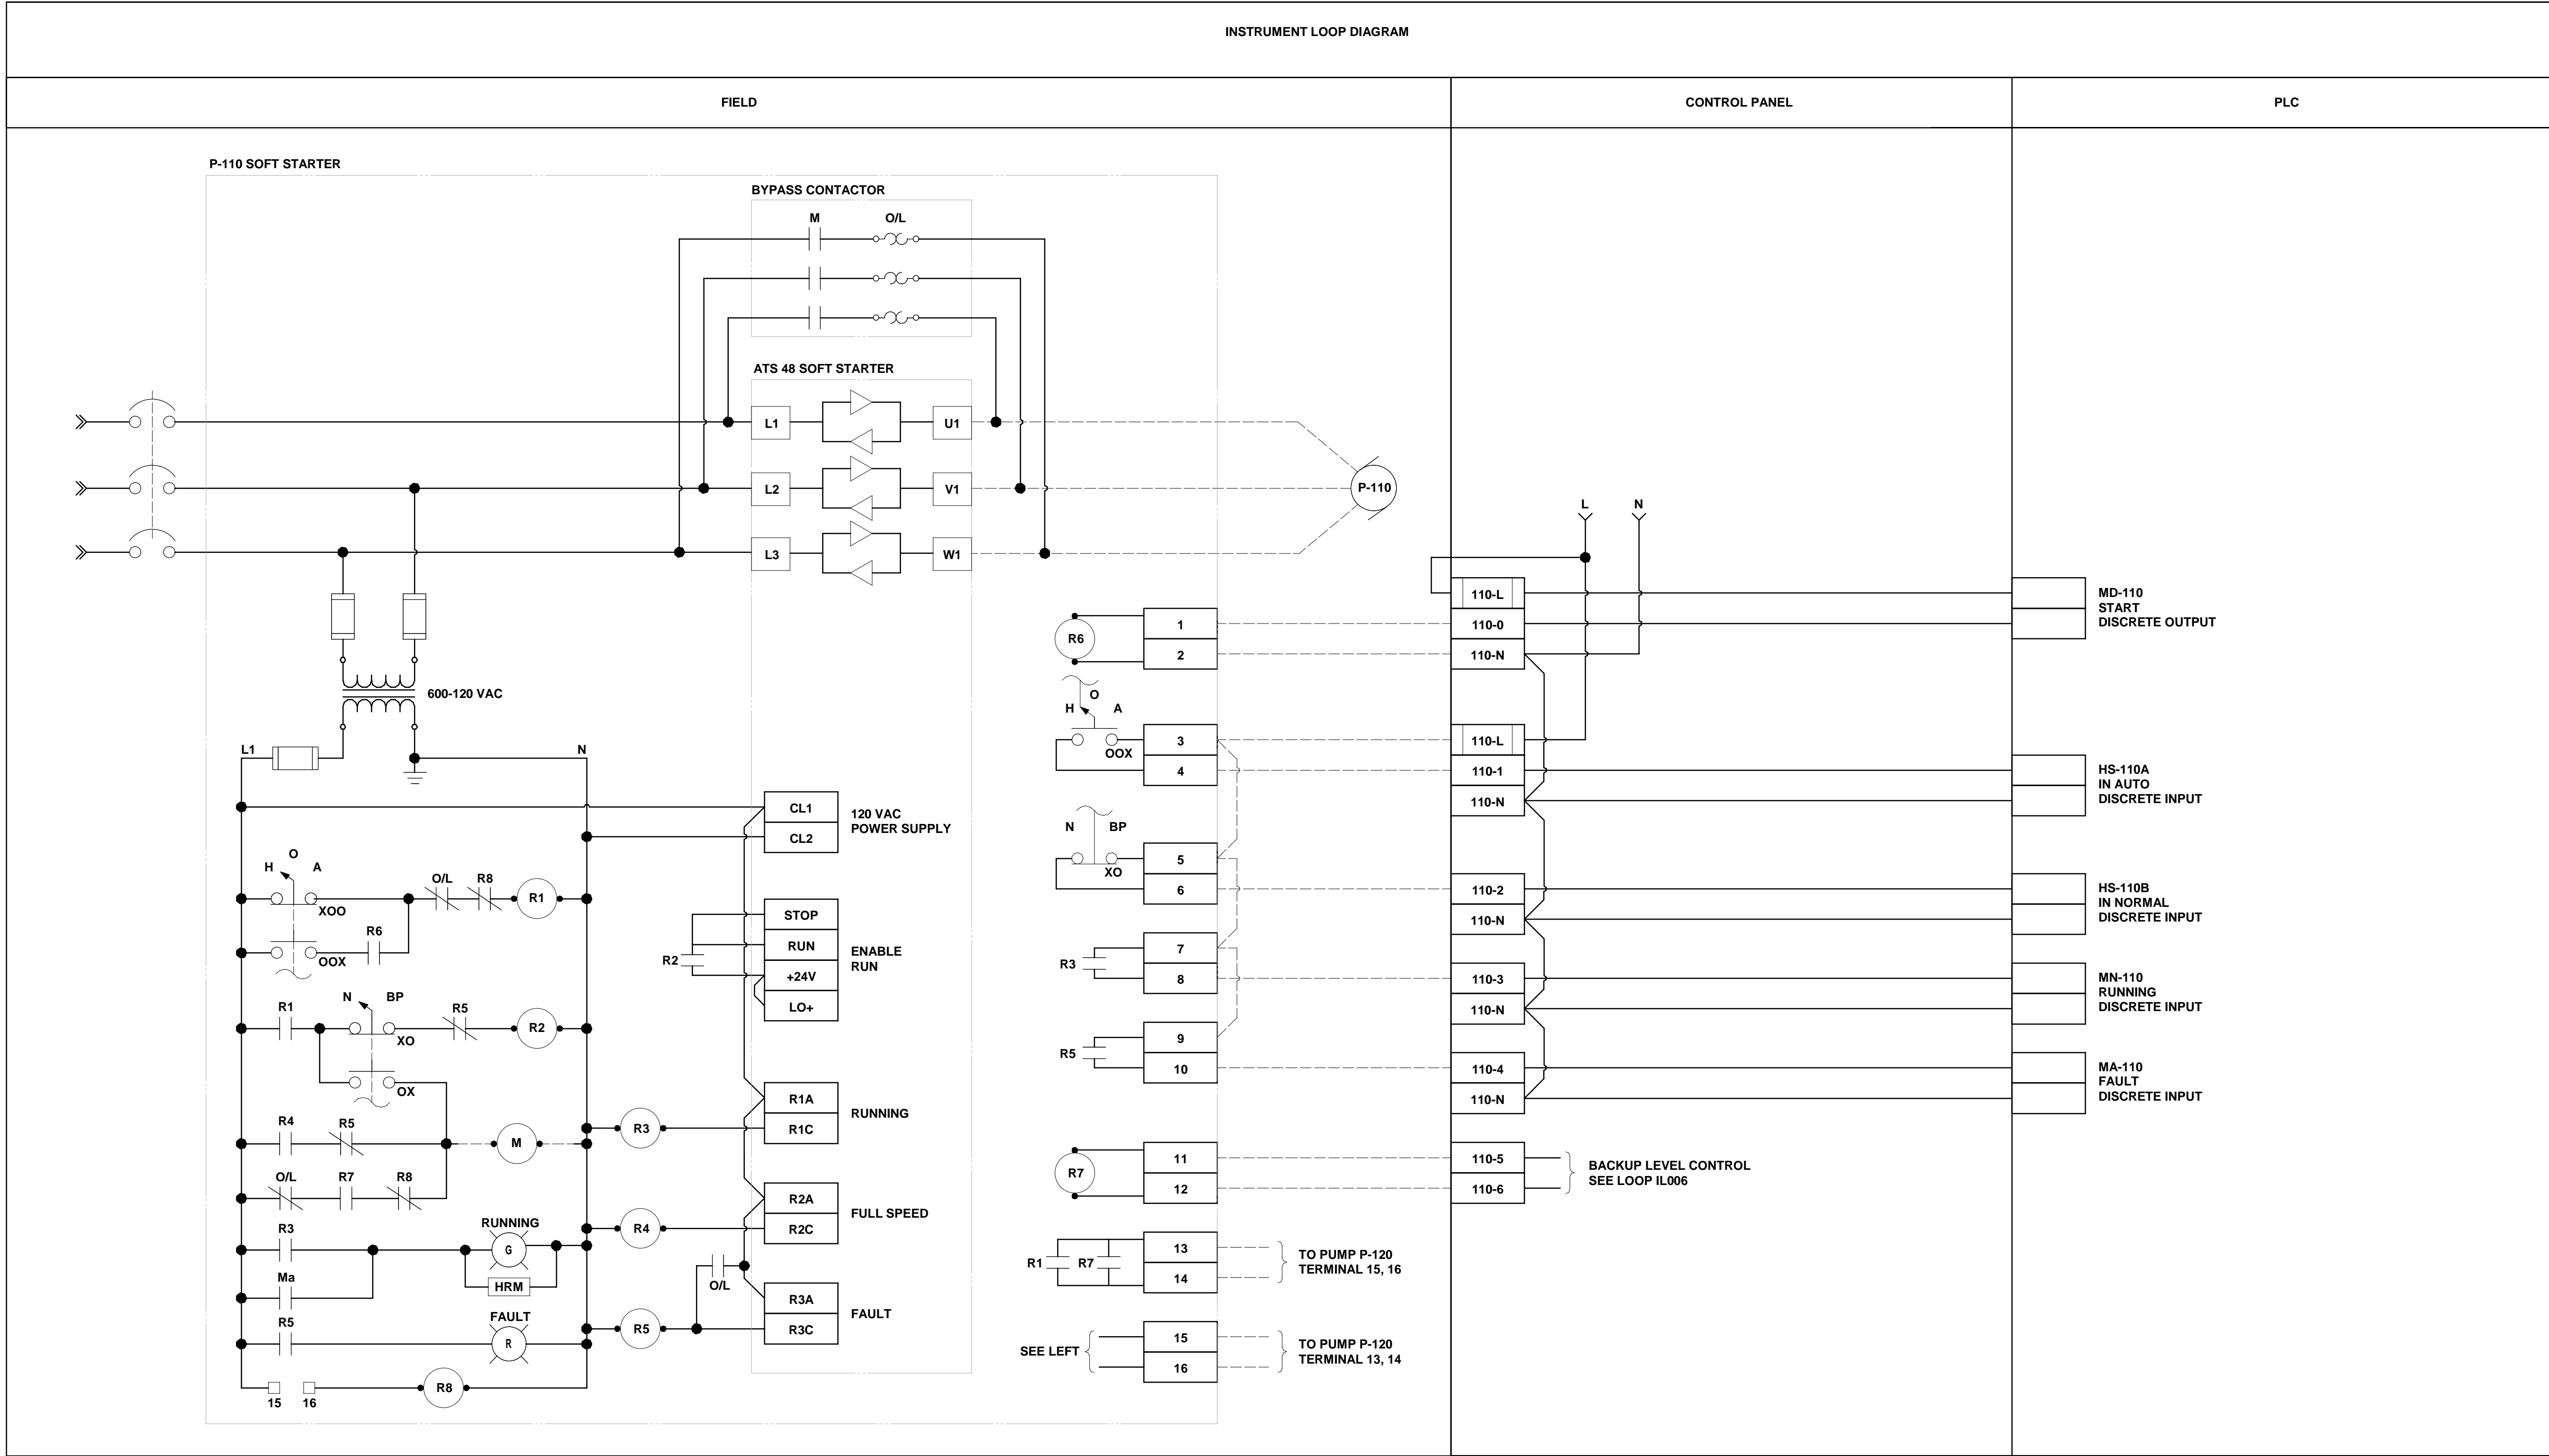 INSTRUMENT LOOP DIAGRAM
FIELD
CONTROL PANEL
PLC
P-110 SOFT STARTER
BYPASS CONTACTOR
M
O/L
ATS 48 SOFT STARTER
L1
U1
L2
V1
L3
W1
P-110
600-120 VAC
L1
N
CL1
CL2
120 VAC
POWER SUPPLY
H
O
A
XOO
O/L
R8
R1
OOX
R6
STOP
RUN
+24V
LO+
ENABLE
RUN
R2
R1
N
BP
XO
R5
R2
OX
R4
R5
M
O/L
R7
R8
R3
RUNNING
G
HRM
Ma
R5
FAULT
R
15
16
R8
R3
R1A
R1C
RUNNING
R4
R2A
R2C
FULL SPEED
O/L
R5
R3A
R3C
FAULT
R6
1
2
H
O
A
OOX
3
4
N
BP
XO
5
6
R3
7
8
R5
9
10
R7
11
12
R1
R7
13
14
TO PUMP P-120
TERMINAL 15, 16
SEE LEFT
15
16
TO PUMP P-120
TERMINAL 13, 14
L
N
110-L
110-0
110-N
110-L
110-1
110-N
110-2
110-N
110-3
110-N
110-4
110-N
110-5
110-6
BACKUP LEVEL CONTROL
SEE LOOP IL006
MD-110
START
DISCRETE OUTPUT
HS-110A
IN AUTO
DISCRETE INPUT
HS-110B
IN NORMAL
DISCRETE INPUT
MN-110
RUNNING
DISCRETE INPUT
MA-110
FAULT
DISCRETE INPUT